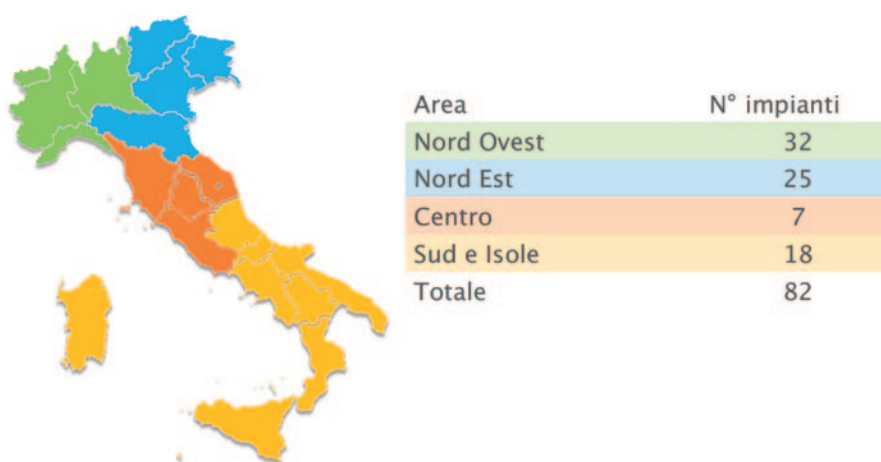 Area N° impianti
Nord Ovest 32
Nord Est 25
Centro 7
Sud e Isole 18
Totale 82